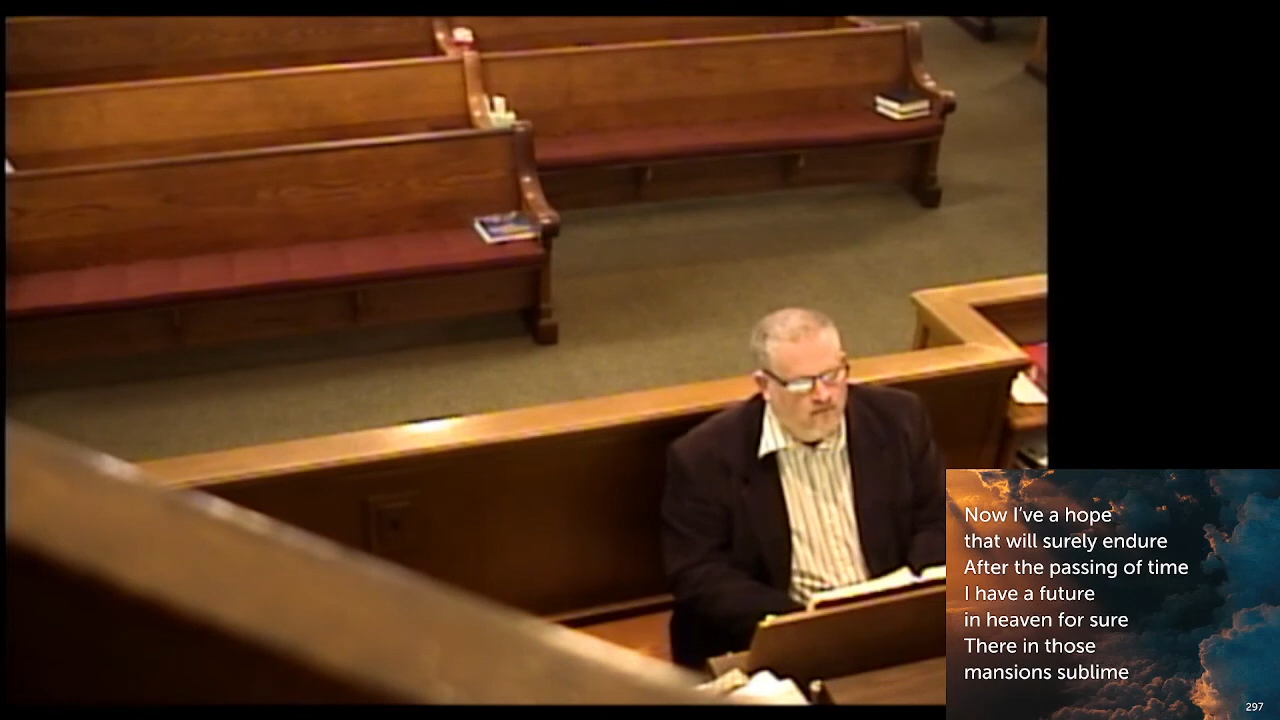 Now I've a hope
that will surely endure
After the passing of time
I have a future
in heaven for sure
There in those
mansions sublime
297